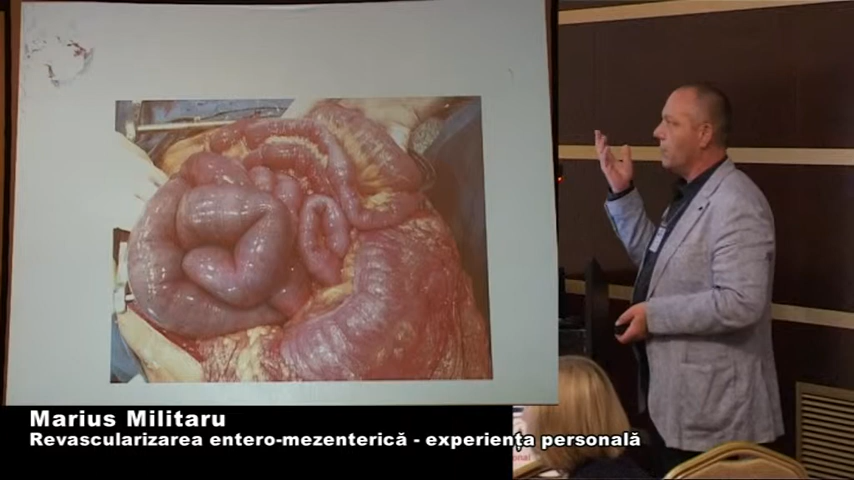 Marius Militaru
Revascularizarea entero-mezenterică - experiența personală